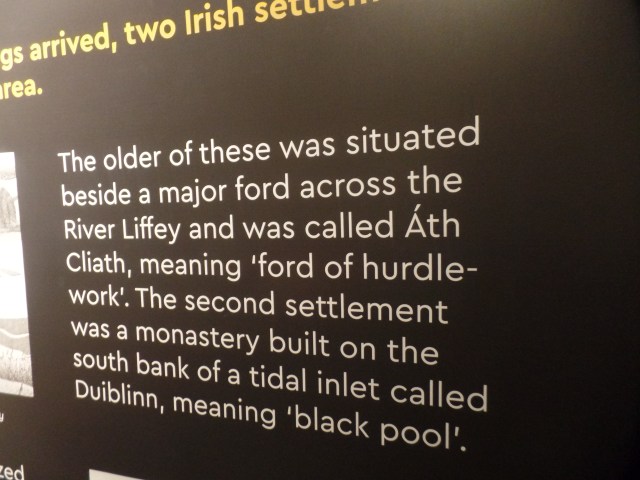 gs arrived, two Irish
area.
The older of these was situated
beside a major ford across the
River Liffey and was called Áth
Cliath, meaning ‘ford of hurdle-
work’. The second settlement
was a monastery built on the
south bank of a tidal inlet called
Duiblinn, meaning ‘black pool’.
zed